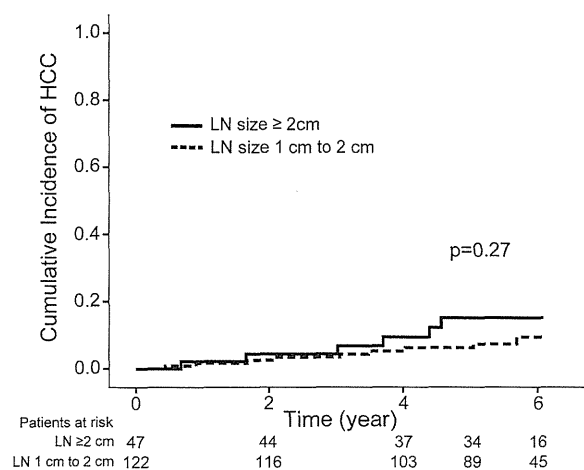 Cumulative Incidence of HCC
1.0
0.8
0.6
0.4
0.2
0.0
LN size ≥ 2cm
LN size 1 cm to 2 cm
p=0.27
0 2 4 6
Time (year)
Patients at risk
LN ≥2 cm 47 44 37 34 16
LN 1 cm to 2 cm 122 116 103 89 45